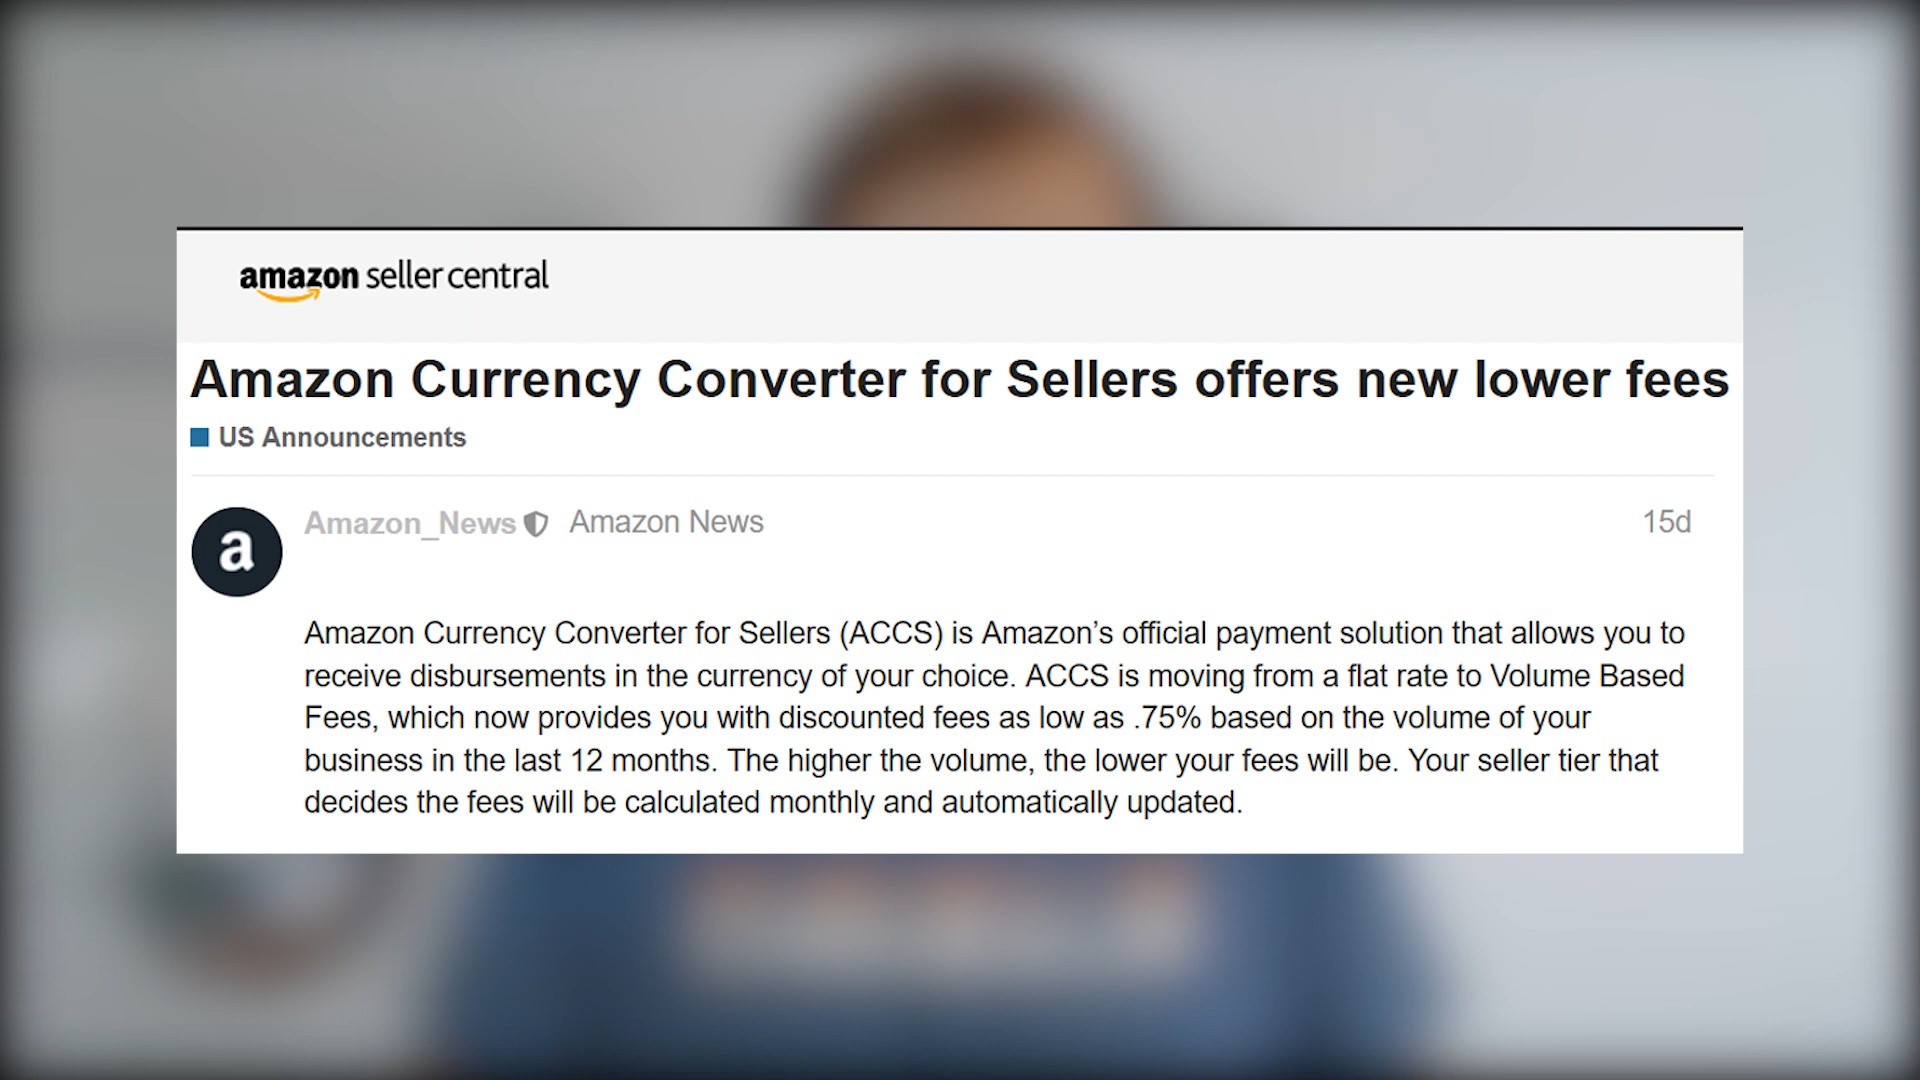 amazon seller central
Amazon Currency Converter for Sellers offers new lower fees
US Announcements
a
Amazon_News Amazon News 15d
Amazon Currency Converter for Sellers (ACCS) is Amazon’s official payment solution that allows you to
receive disbursements in the currency of your choice. ACCS is moving from a flat rate to Volume Based
Fees, which now provides you with discounted fees as low as .75% based on the volume of your
business in the last 12 months. The higher the volume, the lower your fees will be. Your seller tier that
decides the fees will be calculated monthly and automatically updated.